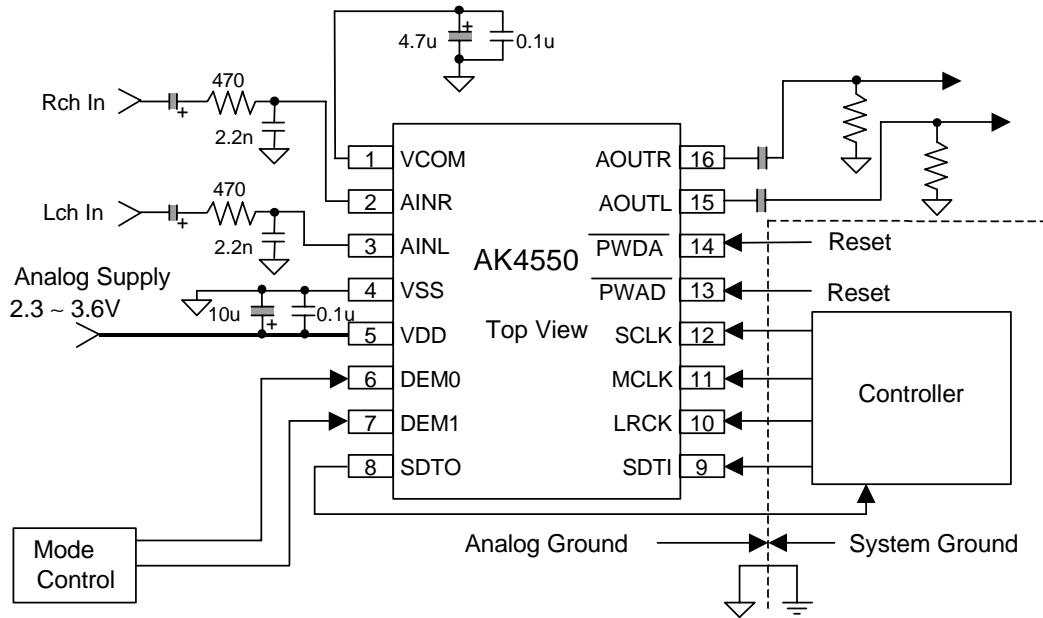 4.7u + 0.1u
470
Rch In
+
2.2n
470
Lch In
+
2.2n
Analog Supply
2.3 ~ 3.6V
10u + 0.1u
1 VCOM
2 AINR
3 AINL
4 VSS
5 VDD
6 DEM0
7 DEM1
8 SDTO
AK4550
Top View
AOUTR 16
AOUTL 15
PWDA 14
PWAD 13
SCLK 12
MCLK 11
LRCK 10
SDTI 9
Reset
Reset
Controller
Mode
Control
Analog Ground
System Ground